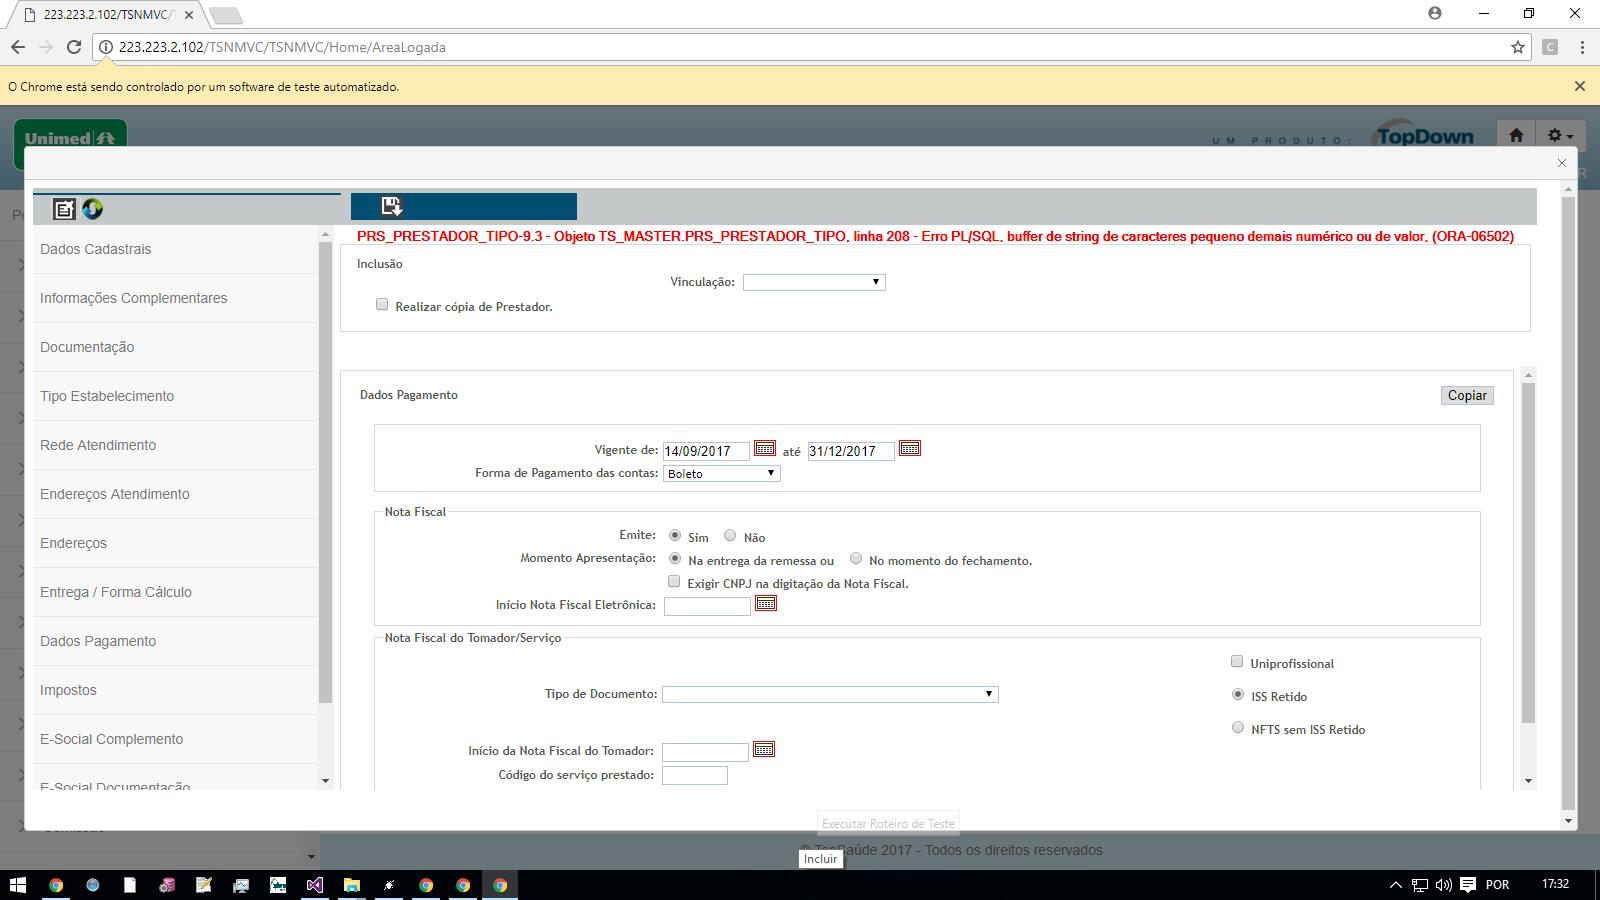 223.223.2.102/TSNMVC/T
223.223.2.102/TSNMVC/TSNMVC/Home/AreaLogada
C
O Chrome está sendo controlado por um software de teste automatizado.
Unimed
UM PRODUTO:
TopDown
R
Pe
PRS_PRESTADOR_TIPO-9.3 - Objeto TS_MASTER.PRS_PRESTADOR_TIPO, linha 208 - Erro PL/SQL, buffer de string de caracteres pequeno demais numérico ou de valor, (ORA-06502)
Dados Cadastrais
Informações Complementares
Documentação
Tipo Estabelecimento
Rede Atendimento
Endereços Atendimento
Endereços
Entrega / Forma Cálculo
Dados Pagamento
Impostos
E-Social Complemento
E-Social Documentação
Inclusão
Vinculação:
Realizar cópia de Prestador.
Dados Pagamento
Copiar
Vigente de: 14/09/2017 até 31/12/2017
Forma de Pagamento das contas: Boleto
Nota Fiscal
Emite: Sim Não
Momento Apresentação: Na entrega da remessa ou No momento do fechamento.
Exigir CNPJ na digitação da Nota Fiscal.
Início Nota Fiscal Eletrônica:
Nota Fiscal do Tomador/Serviço
Uniprofissional
Tipo de Documento:
ISS Retido
NFTS sem ISS Retido
Início da Nota Fiscal do Tomador:
Código do serviço prestado:
Executar Roteiro de Teste
© TopSaúde 2017 - Todos os direitos reservados
Incluir
POR
17:32